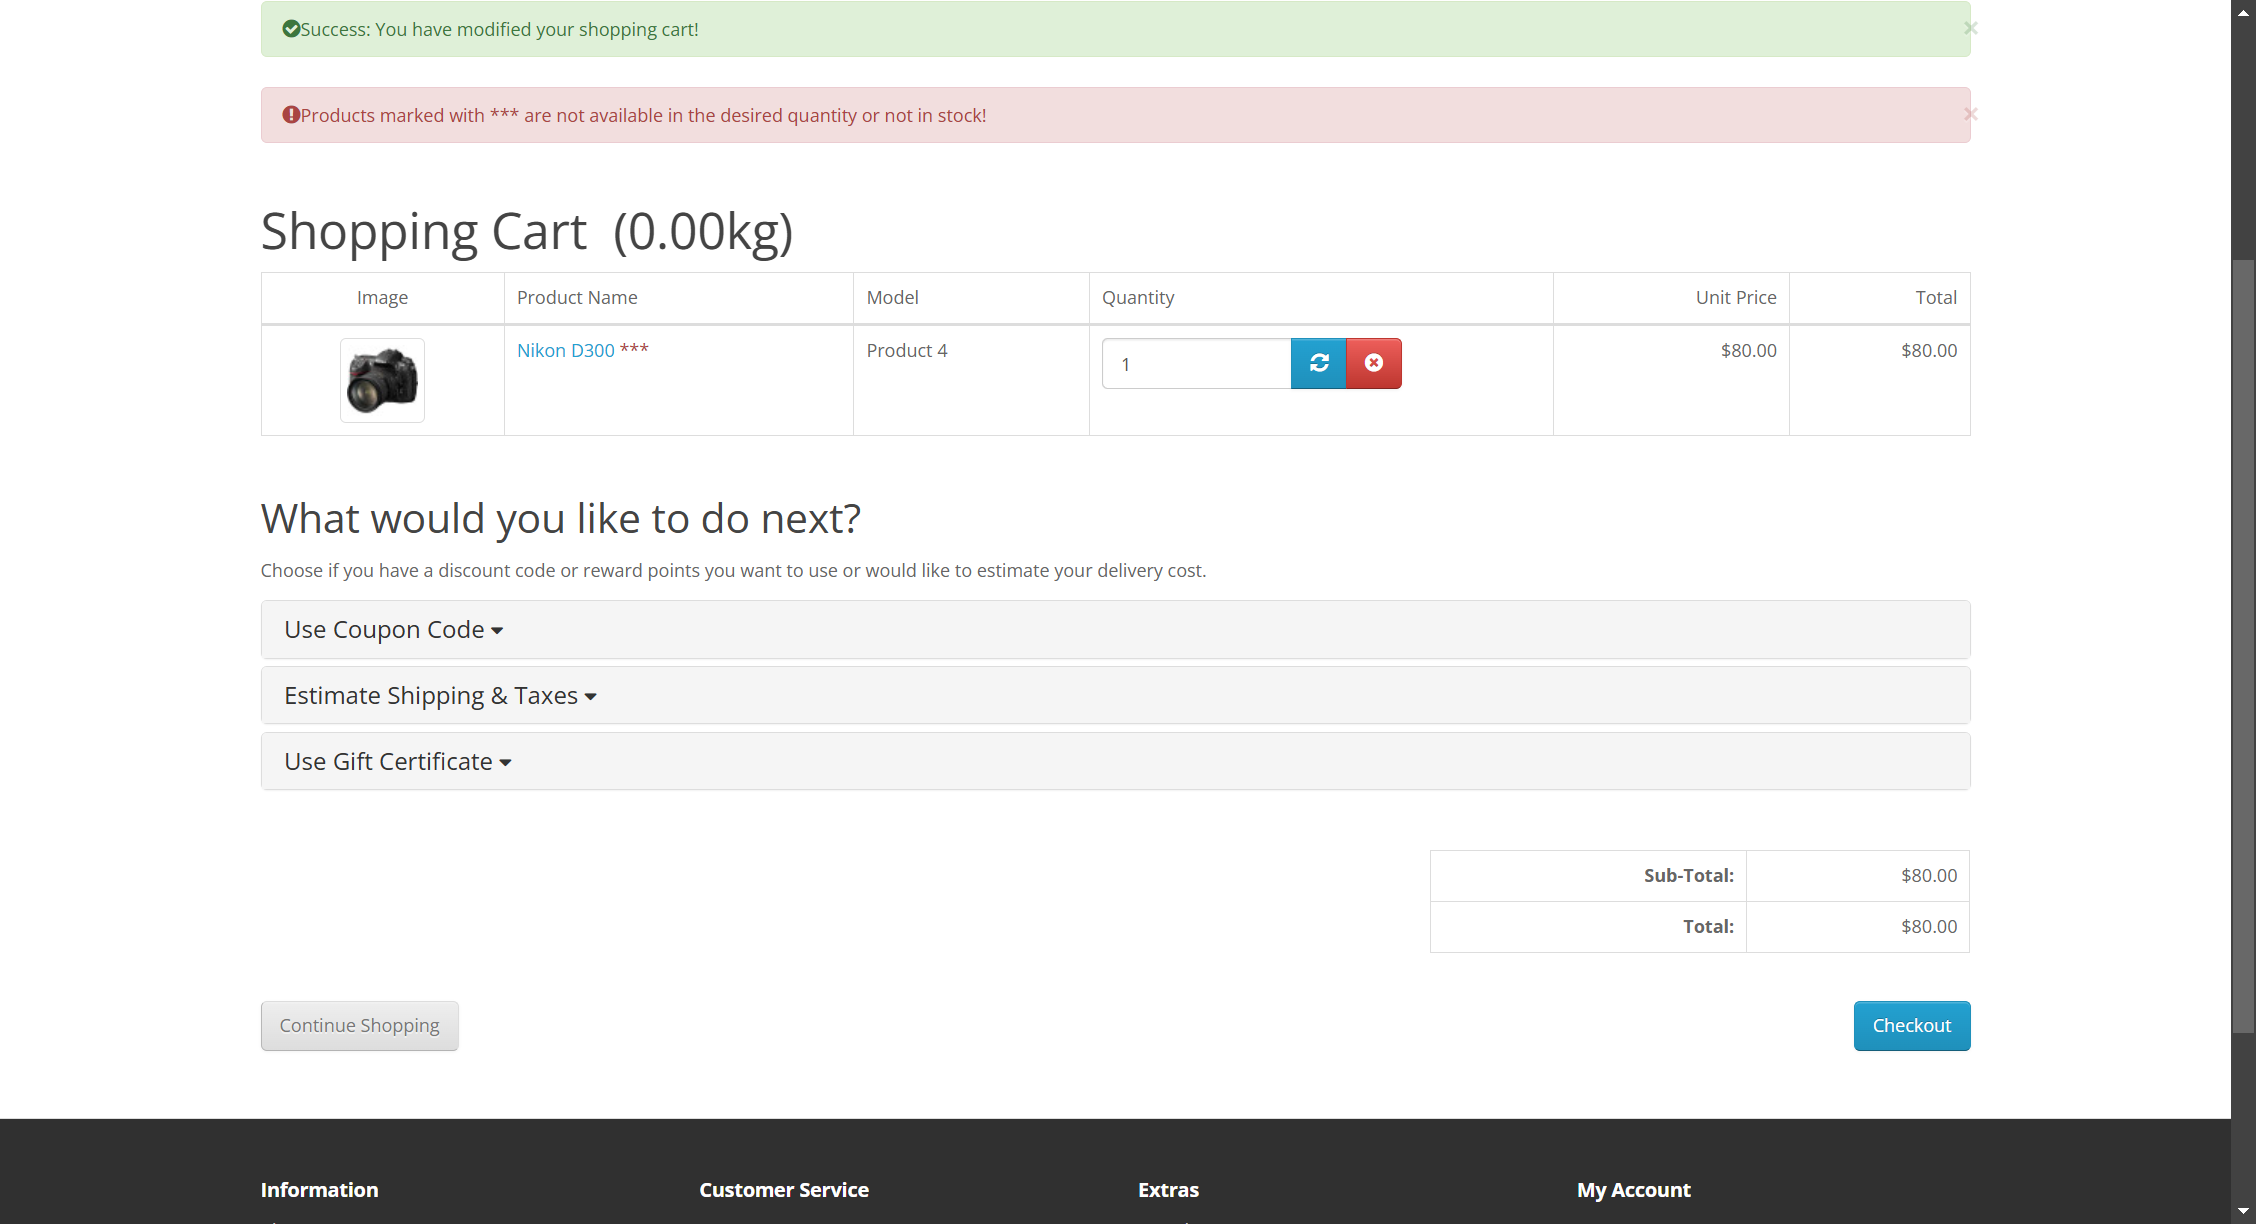 Success: You have modified your shopping cart!
×
Products marked with *** are not available in the desired quantity or not in stock!
×
Shopping Cart (0.00kg)
Image Product Name Model Quantity Unit Price Total
Nikon D300 *** Product 4 1 $80.00 $80.00
What would you like to do next?
Choose if you have a discount code or reward points you want to use or would like to estimate your delivery cost.
Use Coupon Code
Estimate Shipping & Taxes
Use Gift Certificate
Sub-Total: $80.00
Total: $80.00
Continue Shopping Checkout
Information Customer Service Extras My Account